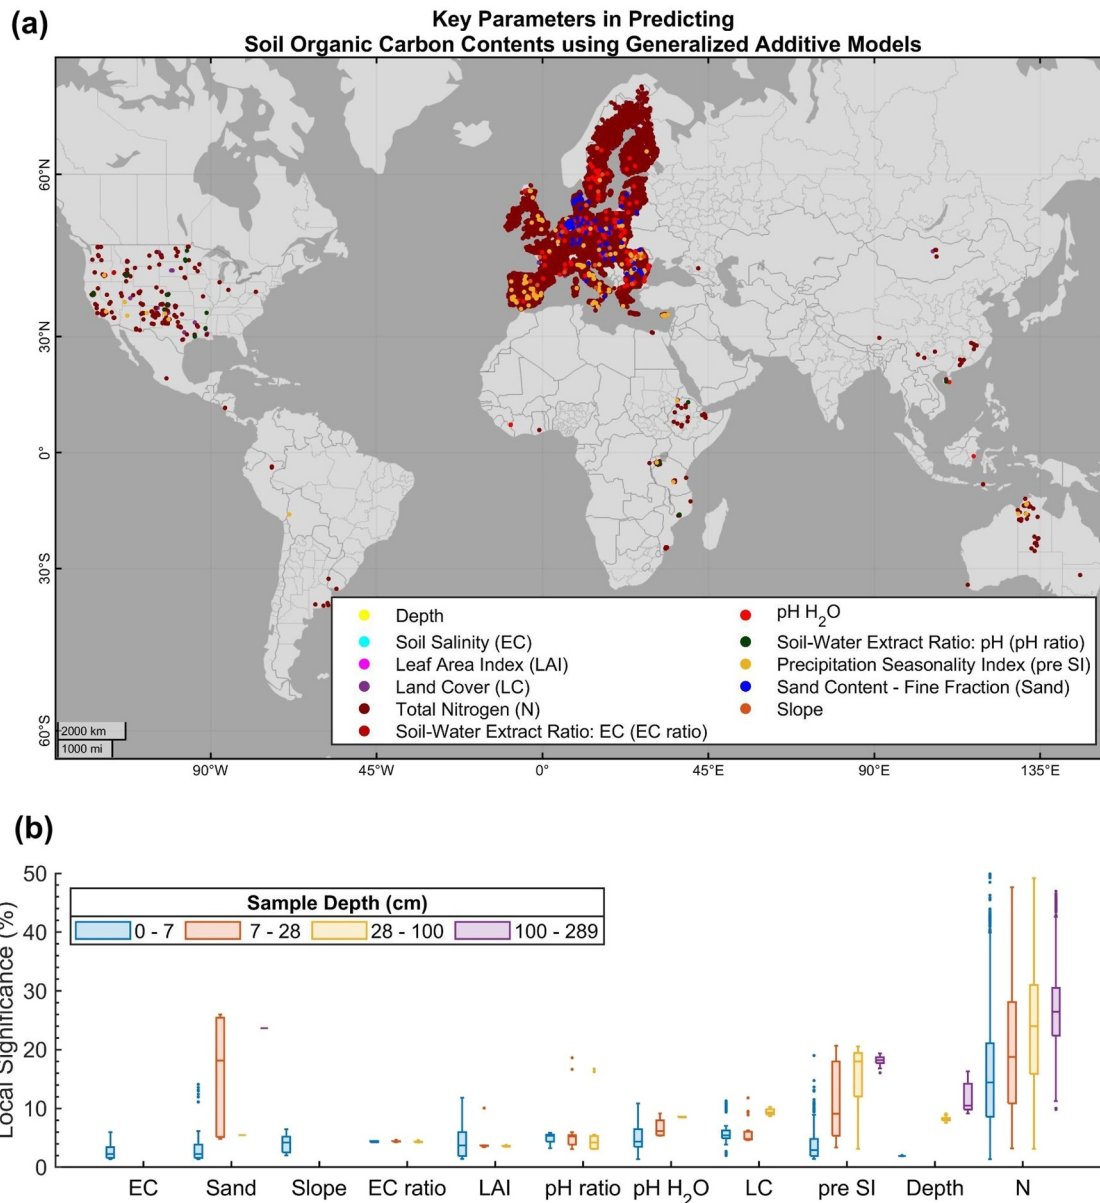 (a)
Key Parameters in Predicting
Soil Organic Carbon Contents using Generalized Additive Models
60°N
30°N
0°
30°S
60°S
Depth
Soil Salinity (EC)
Leaf Area Index (LAI)
Land Cover (LC)
Total Nitrogen (N)
Soil-Water Extract Ratio: EC (EC ratio)
pH H2O
Soil-Water Extract Ratio: pH (pH ratio)
Precipitation Seasonality Index (pre SI)
Sand Content - Fine Fraction (Sand)
Slope
2000 km
1000 mi
90°W 45°W 0° 45°E 90°E 135°E
(b)
Local Significance (%)
50
40
30
20
10
0
Sample Depth (cm)
0 - 7 7 - 28 28 - 100 100 - 289
EC Sand Slope EC ratio LAI pH ratio pH H2O LC pre SI Depth N